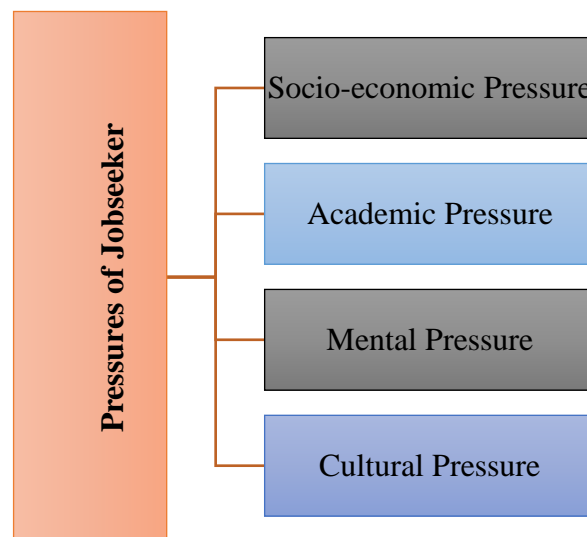 Pressures of Jobseeker
Socio-economic Pressure
Academic Pressure
Mental Pressure
Cultural Pressure